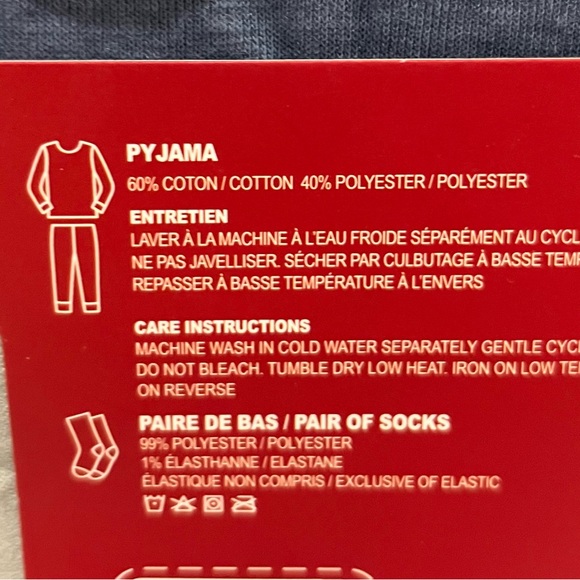 PYJAMA
60% COTON / COTTON 40% POLYESTER / POLYESTER
ENTRETIEN
LAVER À LA MACHINE À L'EAU FROIDE SÉPARÉMENT AU CYCL
NE PAS JAVELLISER. SÉCHER PAR CULBUTAGE À BASSE TEMP
REPASSER À BASSE TEMPÉRATURE À L'ENVERS
CARE INSTRUCTIONS
MACHINE WASH IN COLD WATER SEPARATELY GENTLE CYC
DO NOT BLEACH. TUMBLE DRY LOW HEAT. IRON ON LOW TE
ON REVERSE
PAIRE DE BAS / PAIR OF SOCKS
99% POLYESTER / POLYESTER
1% ÉLASTHANNE / ELASTANE
ÉLASTIQUE NON COMPRIS / EXCLUSIVE OF ELASTIC